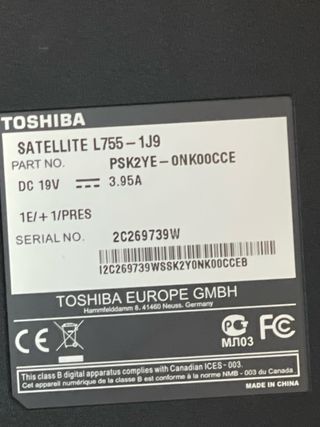 TOSHIBA
SATELLITE L755-1J9
PART NO. PSK2YE-0NK00CCE
DC 19V 3.95A
1E/+1/PRES
SERIAL NO. 2C269739W
I2C269739WSSK2Y0NK00CCEB
TOSHIBA EUROPE GMBH
Hammfelddamm 8. 41460 Neuss. Germany
CE PG FC
МЛ03
This class B digital apparatus complies with Canadian ICES-003.
Cet appareil numérique de la class B est conforme à la norme NMB-003 du Canada
MADE IN CHINA